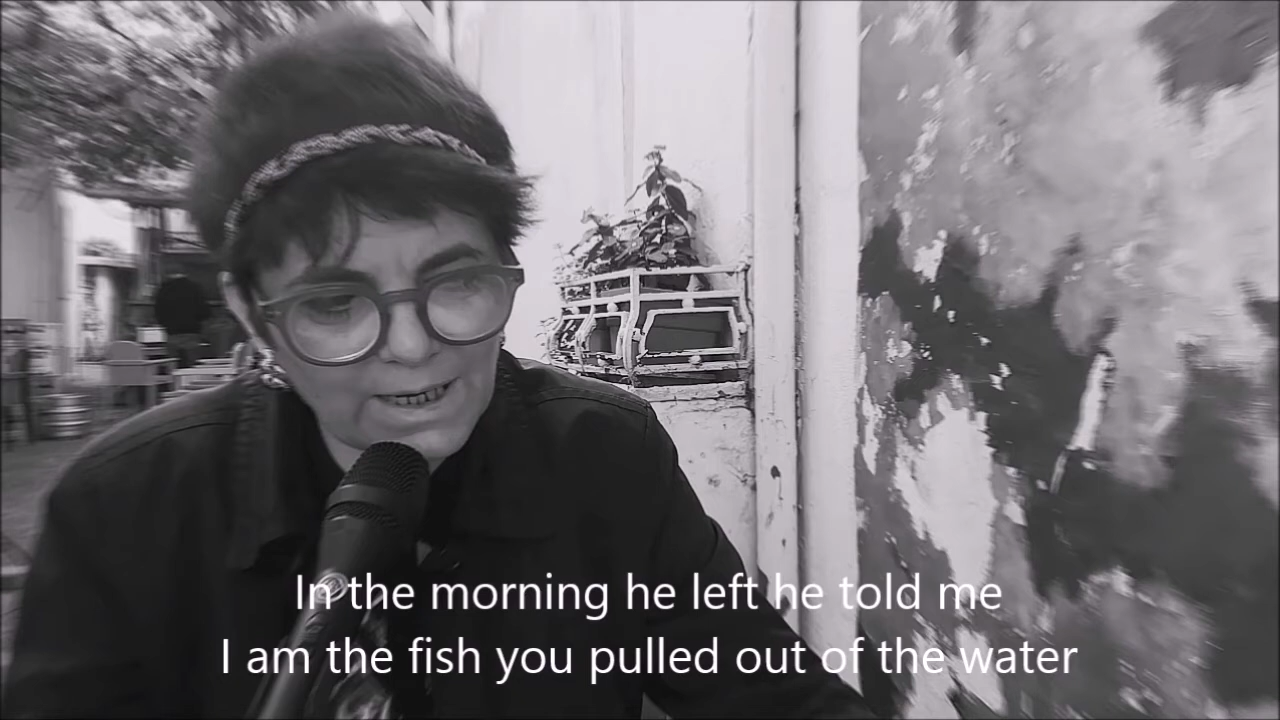 In the morning he left he told me
I am the fish you pulled out of the water